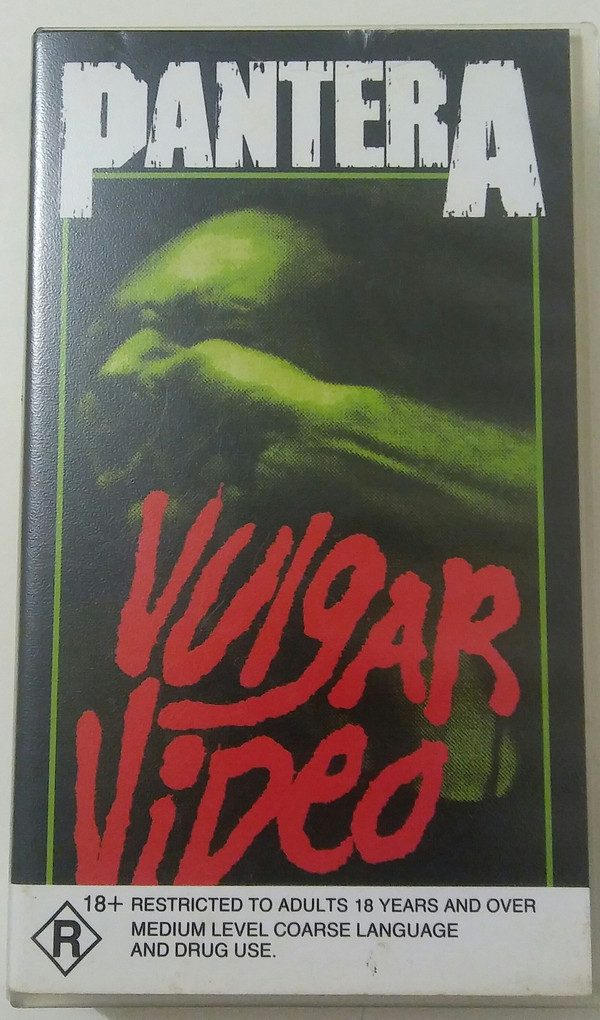 PANTERA
VULgAR
ViDeo
18+ RESTRICTED TO ADULTS 18 YEARS AND OVER
R
MEDIUM LEVEL COARSE LANGUAGE
AND DRUG USE.